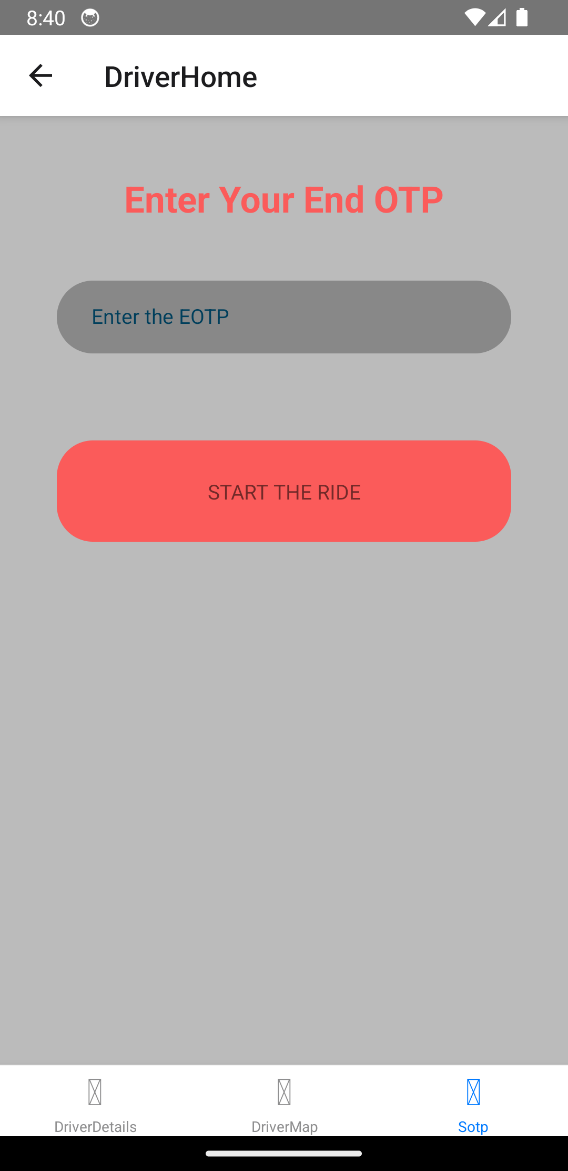 8:40
DriverHome
Enter Your End OTP
Enter the EOTP
START THE RIDE
DriverDetails
DriverMap
Sotp